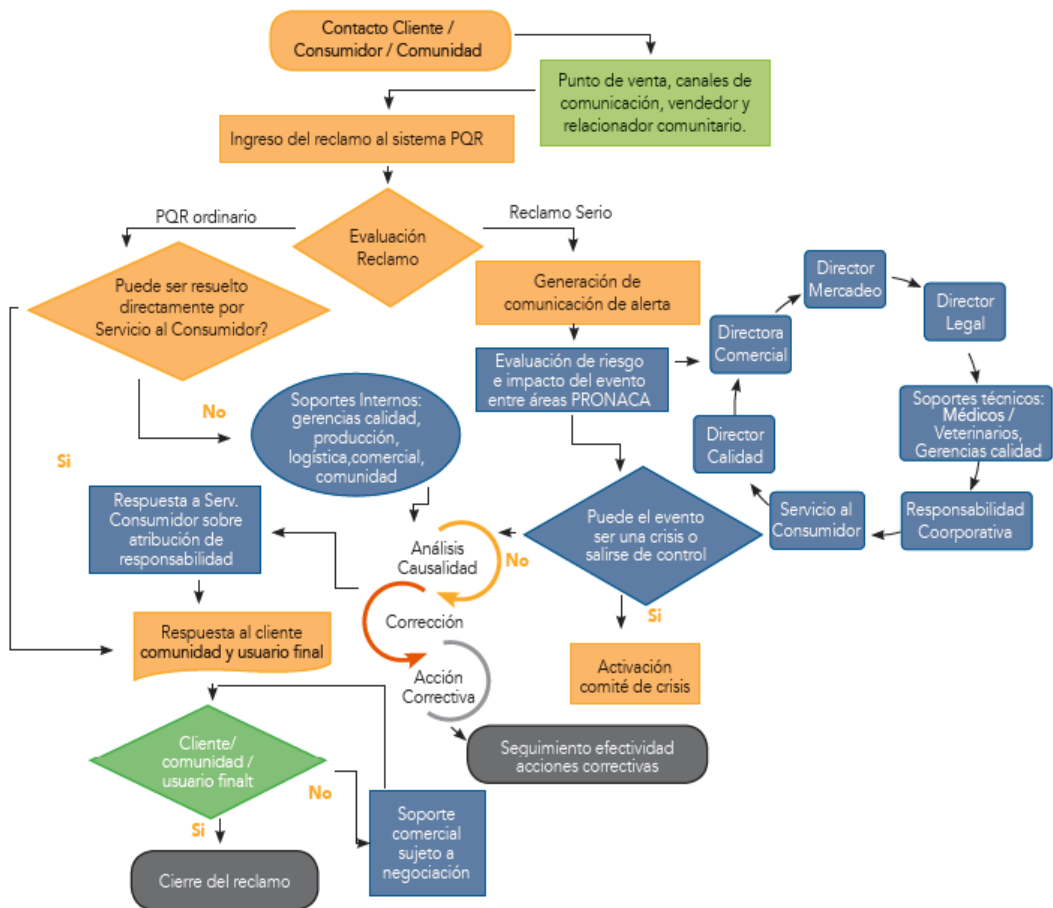 Contacto Cliente /
Consumidor / Comunidad
Punto de venta, canales de
comunicación, vendedor y
relacionador comunitario.
Ingreso del reclamo al sistema PQR
PQR ordinario
Reclamo Serio
Evaluación
Reclamo
Puede ser resuelto
directamente por
Servicio al Consumidor?
Generación de
comunicación de alerta
Director
Mercadeo
Director
Legal
Directora
Comercial
Evaluación de riesgo
e impacto del evento
entre áreas PRONACA
Soportes técnicos:
Médicos /
Veterinarios,
Gerencias calidad
No
Soportes Internos:
gerencias calidad,
producción,
logística,comercial,
comunidad
Director
Calidad
Si
Respuesta a Serv.
Consumidor sobre
atribución de
responsabilidad
Puede el evento
ser una crisis o
salirse de control
Servicio al
Consumidor
Responsabilidad
Coorporativa
Análisis
Causalidad
No
Corrección
Si
Respuesta al cliente
comunidad y usuario final
Acción
Correctiva
Activación
comité de crisis
Seguimiento efectividad
acciones correctivas
Cliente/
comunidad /
usuario finalt
No
Soporte
comercial
sujeto a
negociación
Si
Cierre del reclamo